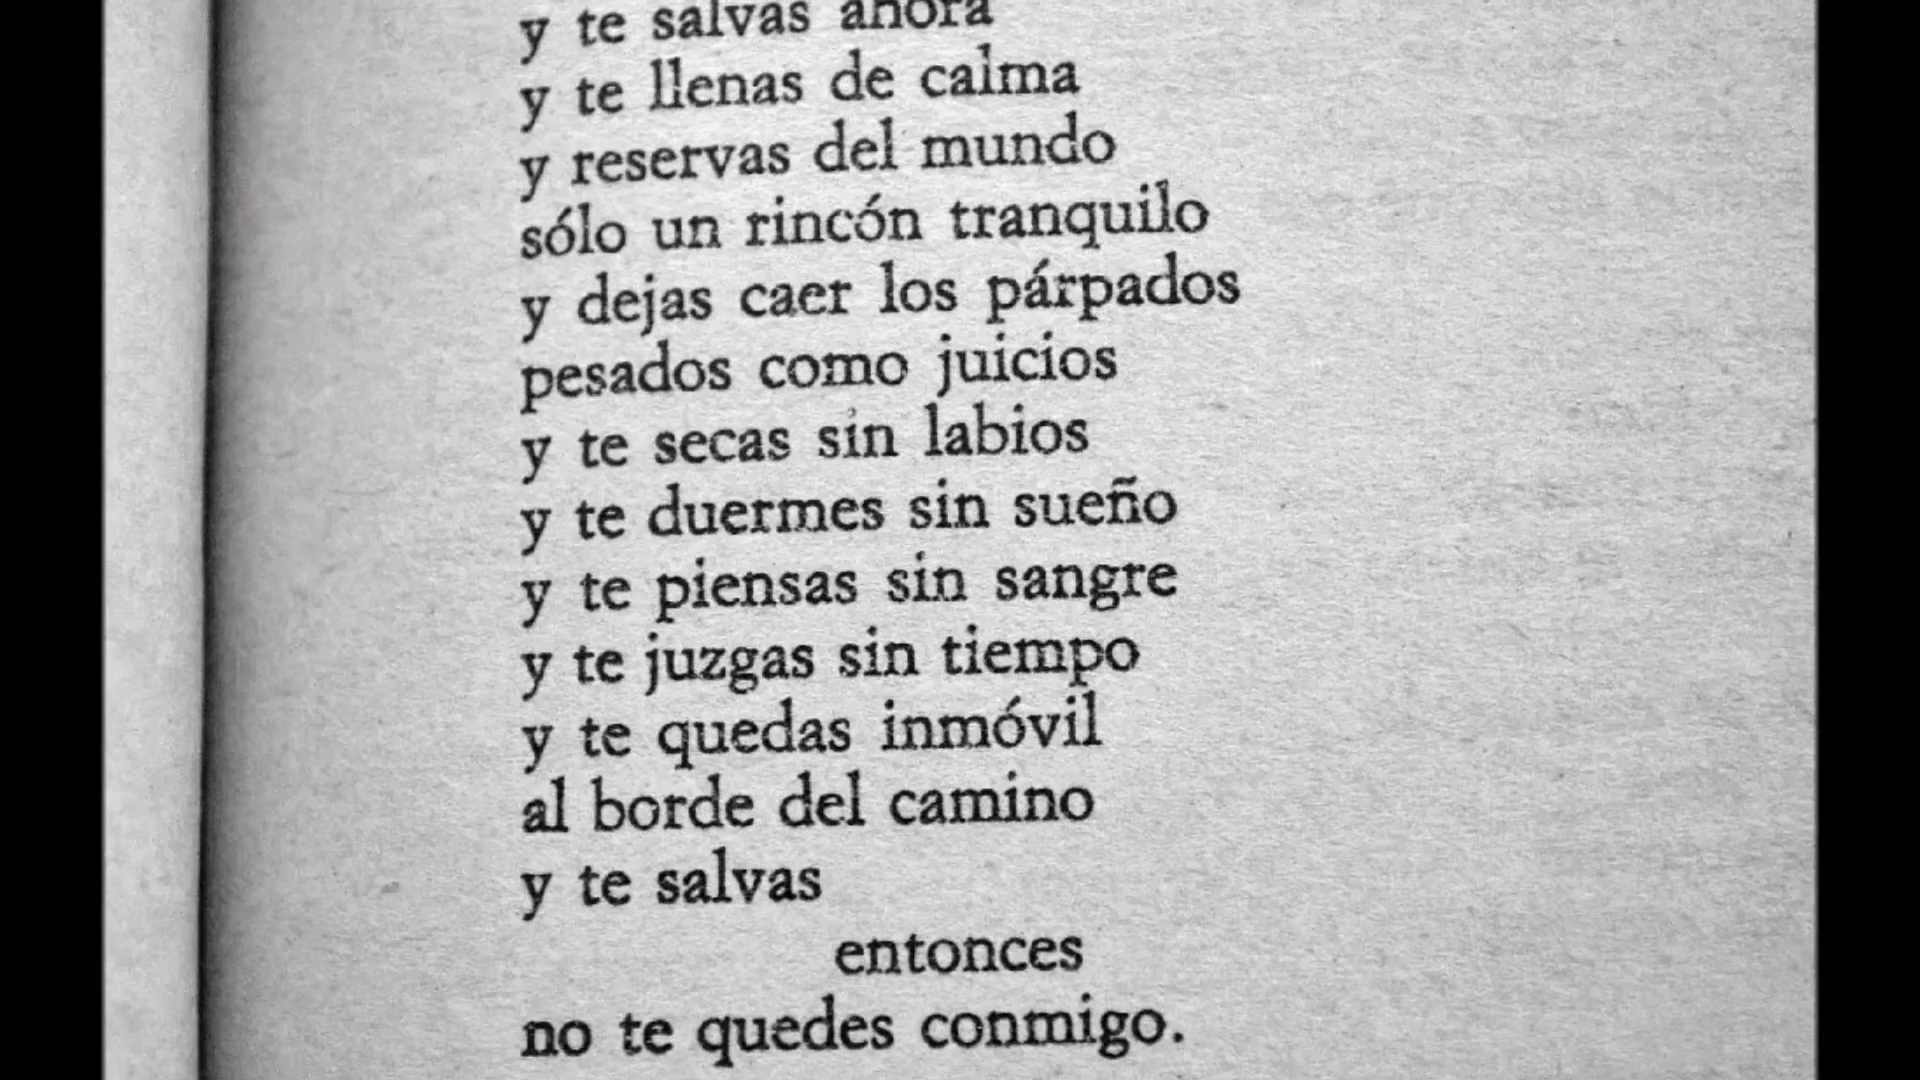 y te salvas ahora
y te llenas de calma
y reservas del mundo
sólo un rincón tranquilo
y dejas caer los párpados
pesados como juicios
y te secas sin labios
y te duermes sin sueño
y te piensas sin sangre
y te juzgas sin tiempo
y te quedas inmóvil
al borde del camino
y te salvas
entonces
no te quedes conmigo.